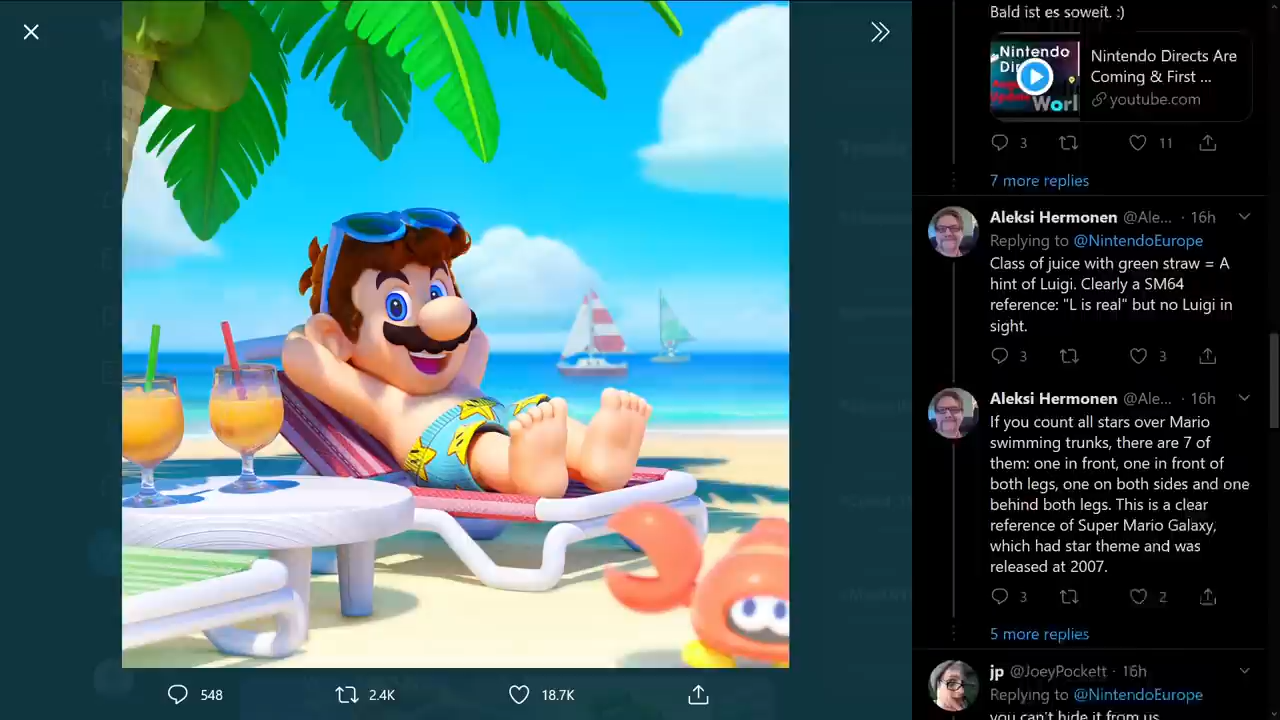 Bald ist es soweit. :)
Nintendo
Nintendo Directs Are
Coming & First ...
youtube.com
3
11
7 more replies
Aleksi Hermonen @Ale... · 16h
Replying to @NintendoEurope
Class of juice with green straw = A
hint of Luigi. Clearly a SM64
reference: "L is real" but no Luigi in
sight.
3
3
Aleksi Hermonen @Ale... · 16h
If you count all stars over Mario
swimming trunks, there are 7 of
them: one in front, one in front of
both legs, one on both sides and one
behind both legs. This is a clear
reference of Super Mario Galaxy,
which had star theme and was
released at 2007.
3
2
5 more replies
jp @JoeyPockett · 16h
Replying to @NintendoEurope
you can't hide it from us
548
2.4K
18.7K